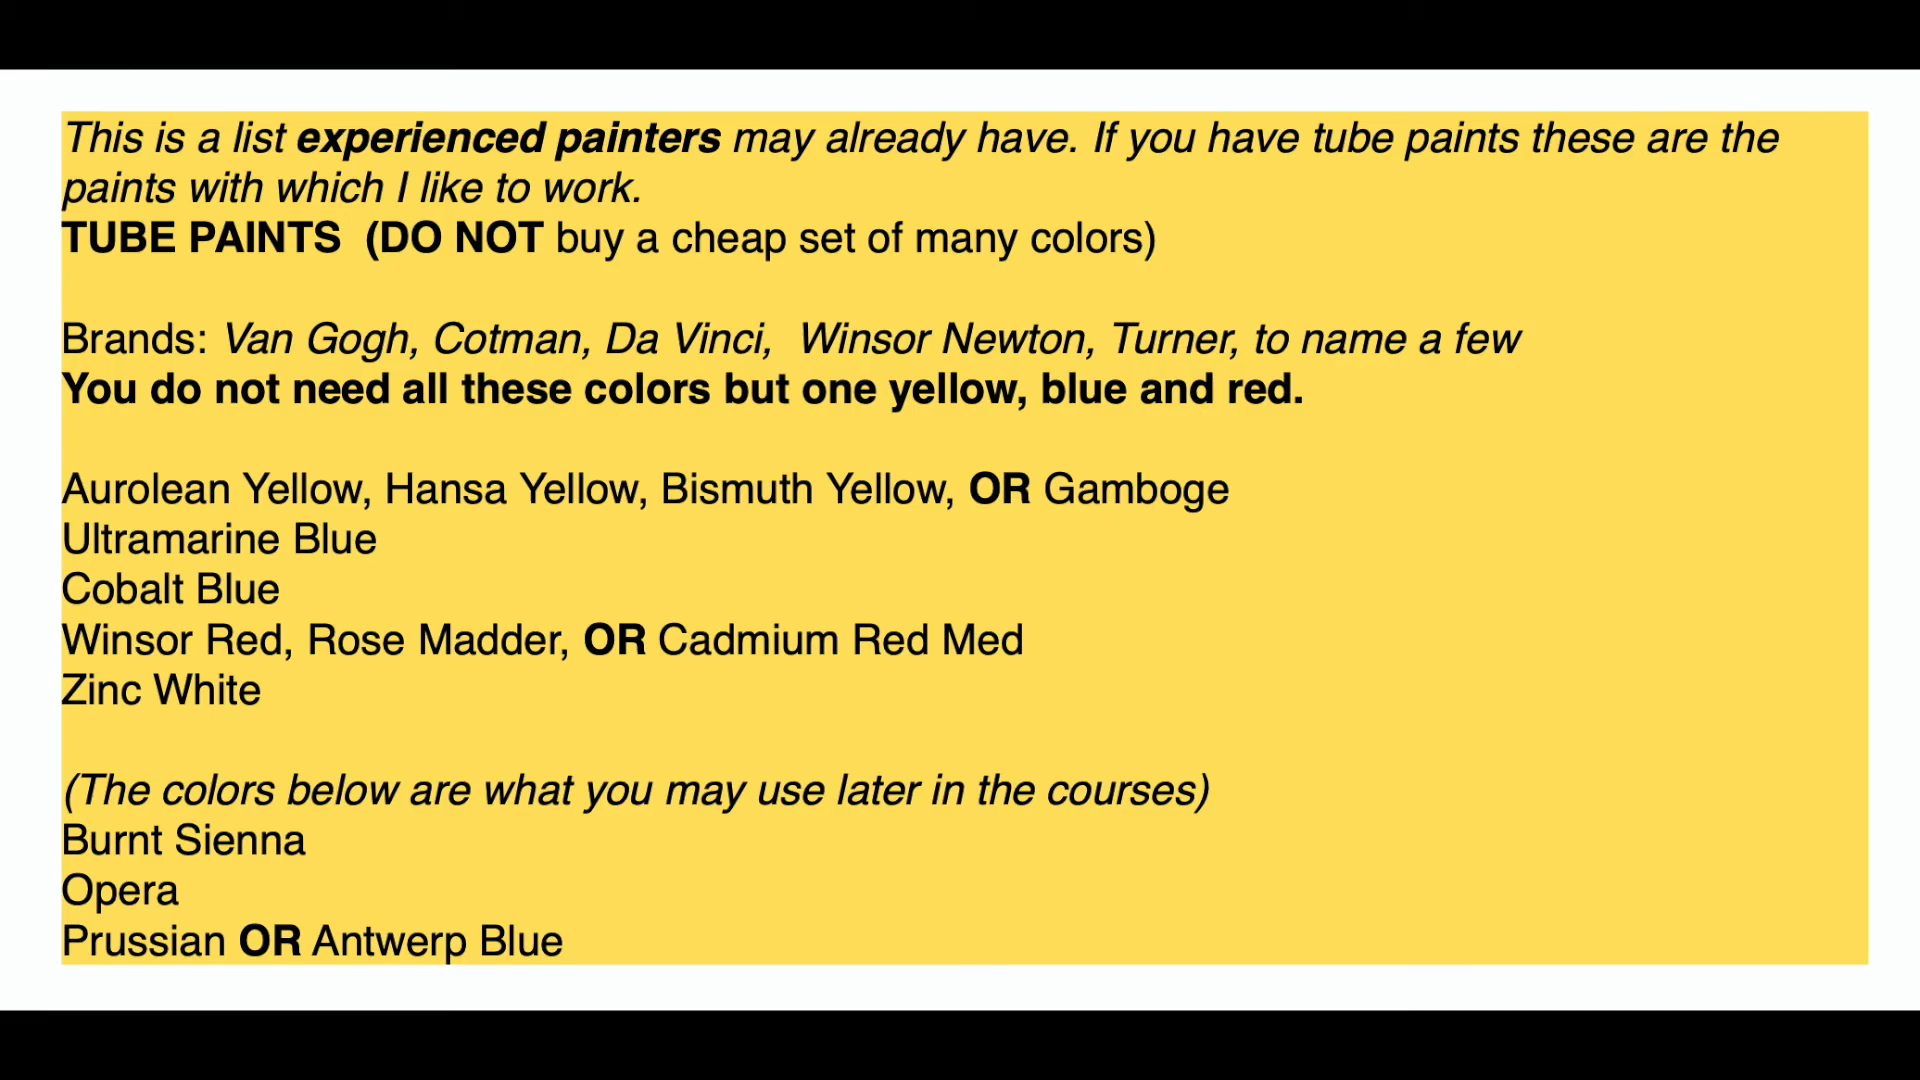 This is a list experienced painters may already have. If you have tube paints these are the
paints with which I like to work.
TUBE PAINTS  (DO NOT buy a cheap set of many colors)
Brands: Van Gogh, Cotman, Da Vinci,  Winsor Newton, Turner, to name a few
You do not need all these colors but one yellow, blue and red.
Aurolean Yellow, Hansa Yellow, Bismuth Yellow, OR Gamboge
Ultramarine Blue
Cobalt Blue
Winsor Red, Rose Madder, OR Cadmium Red Med
Zinc White
(The colors below are what you may use later in the courses)
Burnt Sienna
Opera
Prussian OR Antwerp Blue